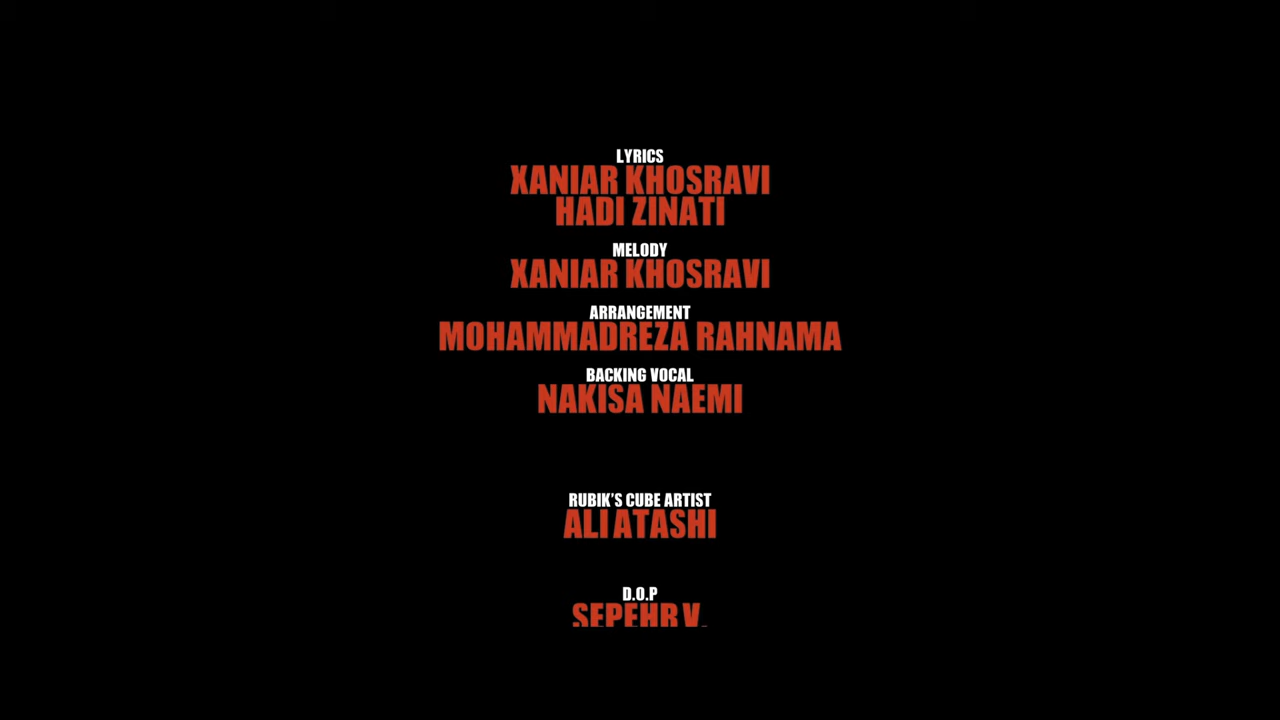 LYRICS
XANIAR KHOSRAVI
HADI ZINATI
MELODY
XANIAR KHOSRAVI
ARRANGEMENT
MOHAMMADREZA RAHNAMA
BACKING VOCAL
NAKISA NAEMI
RUBIK'S CUBE ARTIST
ALI ATASHI
D.O.P
SEPEHR V.